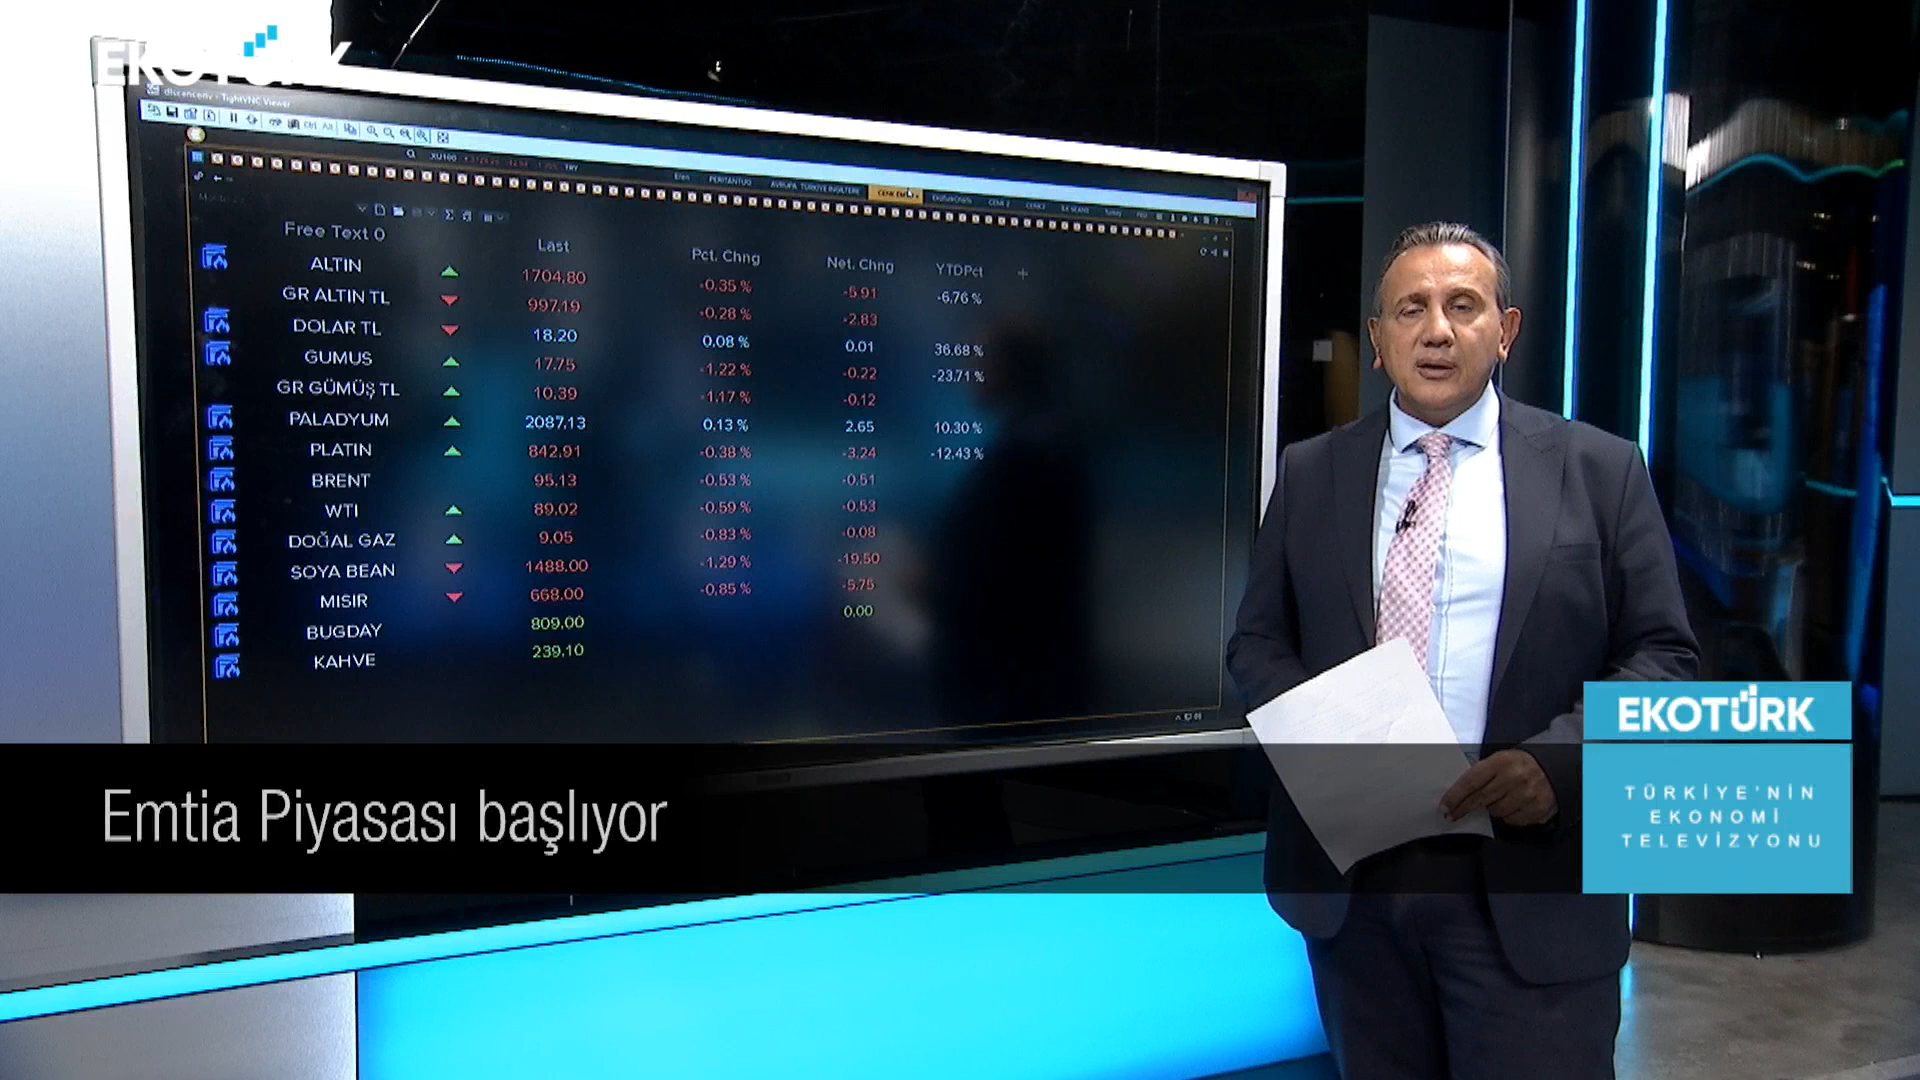 EKOTÜRK
TightVNC Viewer
Free Text 0 Last Pct. Chng Net. Chng YTDPct
ALTIN 1704,80 -0,35 % -5.91 -6,76 %
GR ALTIN TL 997,19 -0.28 % -2.83
DOLAR TL 18.20 0.08 % 0.01 36.68 %
GUMUS 17.75 -1.22 % -0.22 -23.71 %
GR GÜMÜŞ TL 10.39 -1.17 % -0.12
PALADYUM 2087.13 0.13 % 2.65 10.30 %
PLATIN 842.91 -0.38 % -3.24 -12.43 %
BRENT 95.13 -0.53 % -0.51
WTI 89.02 -0.59 % -0.53
DOĞAL GAZ 9.05 -0.83 % -0.08
SOYA BEAN 1488.00 -1.29 % -19.50
MISIR 668.00 -0,85 % -5.75
BUGDAY 809.00 0.00
KAHVE 239.10
EKOTÜRK
Emtia Piyasası başlıyor
TÜRKİYE'NİN
EKONOMİ
TELEVİZYONU